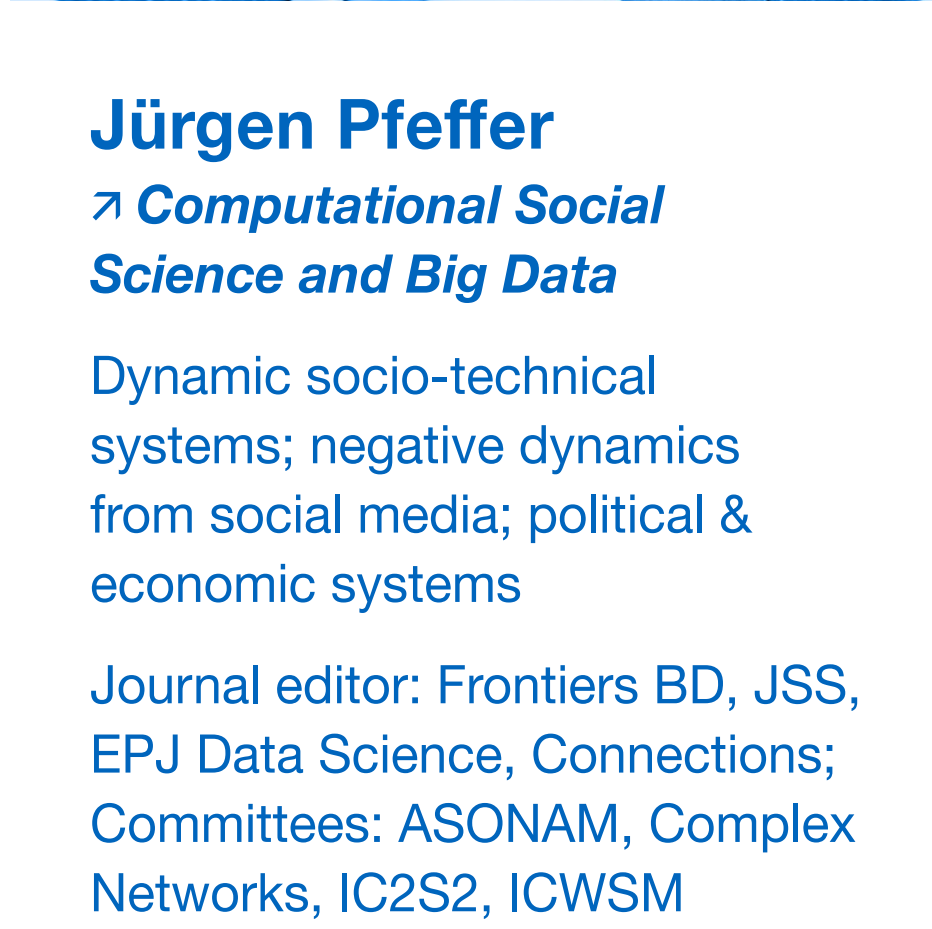 Jürgen Pfeffer
↗ Computational Social
Science and Big Data
Dynamic socio-technical
systems; negative dynamics
from social media; political &
economic systems
Journal editor: Frontiers BD, JSS,
EPJ Data Science, Connections;
Committees: ASONAM, Complex
Networks, IC2S2, ICWSM